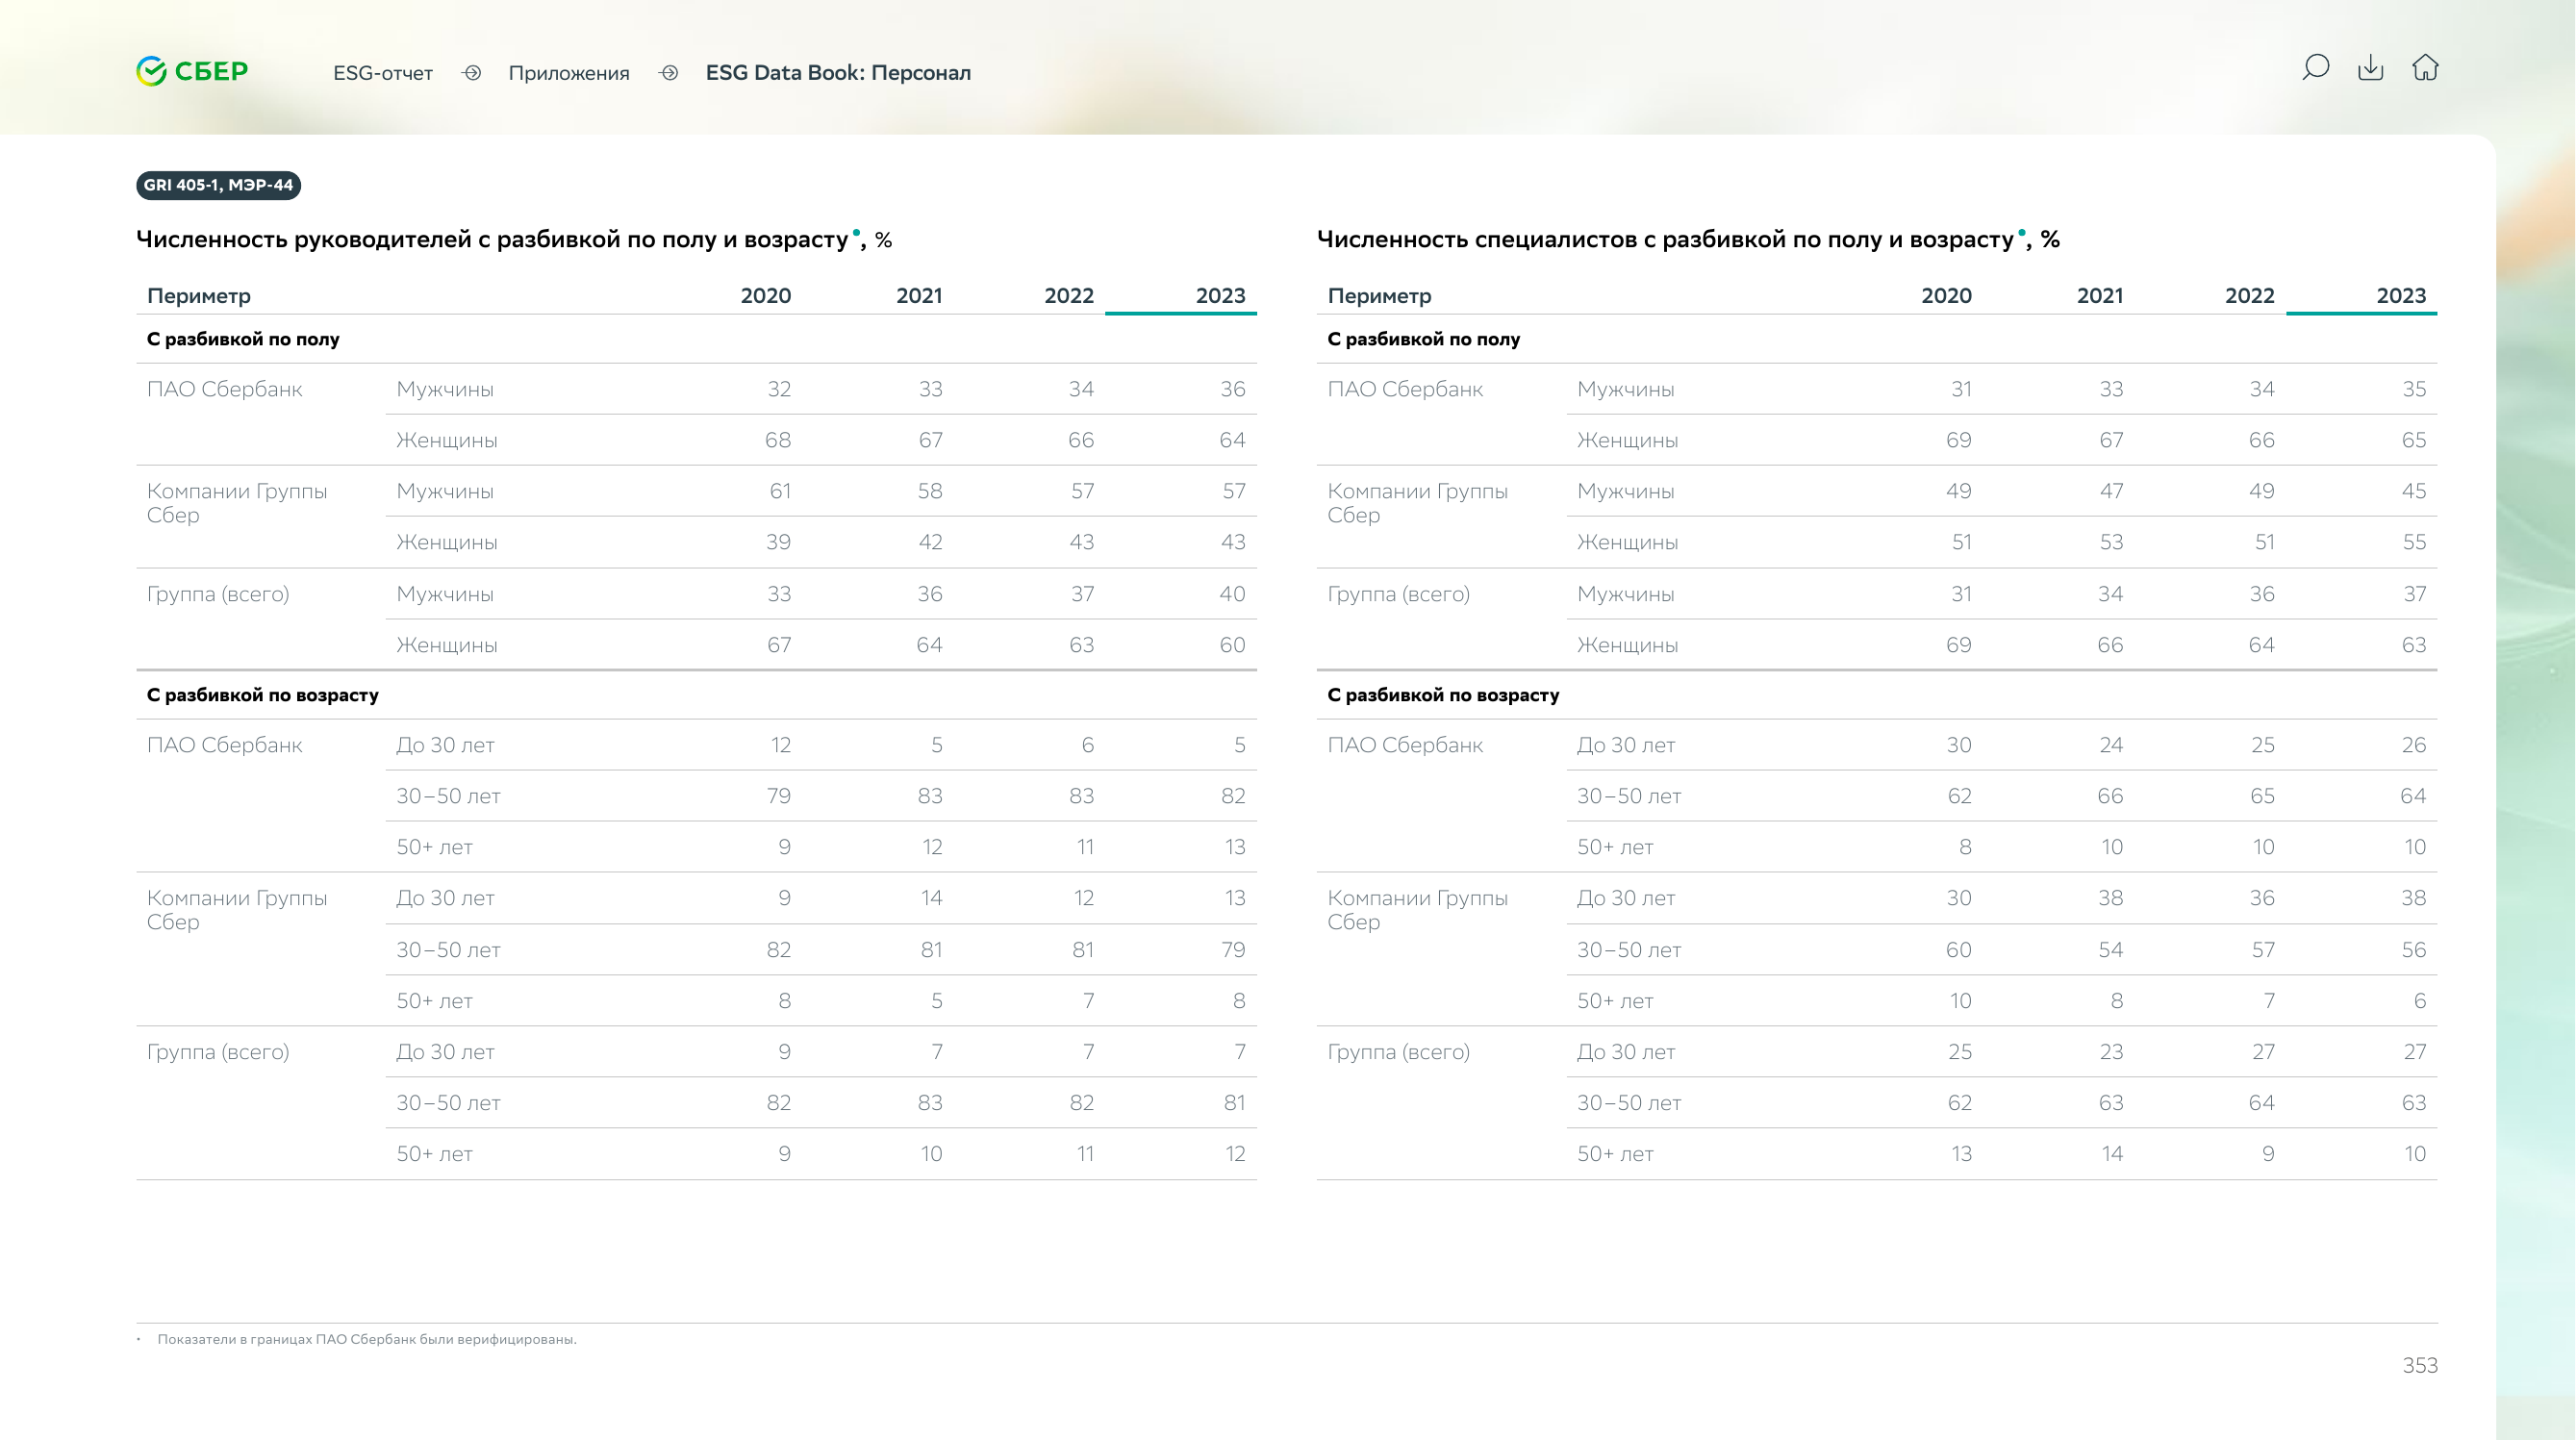 СБЕР
ESG-отчет Приложения ESG Data Book: Персонал
GRI 405-1, МЭР-44
Численность руководителей с разбивкой по полу и возрасту•, %
Периметр 2020 2021 2022 2023
С разбивкой по полу
ПАО Сбербанк Мужчины 32 33 34 36
Женщины 68 67 66 64
Компании Группы Сбер Мужчины 61 58 57 57
Женщины 39 42 43 43
Группа (всего) Мужчины 33 36 37 40
Женщины 67 64 63 60
С разбивкой по возрасту
ПАО Сбербанк До 30 лет 12 5 6 5
30–50 лет 79 83 83 82
50+ лет 9 12 11 13
Компании Группы Сбер До 30 лет 9 14 12 13
30–50 лет 82 81 81 79
50+ лет 8 5 7 8
Группа (всего) До 30 лет 9 7 7 7
30–50 лет 82 83 82 81
50+ лет 9 10 11 12
Численность специалистов с разбивкой по полу и возрасту•, %
Периметр 2020 2021 2022 2023
С разбивкой по полу
ПАО Сбербанк Мужчины 31 33 34 35
Женщины 69 67 66 65
Компании Группы Сбер Мужчины 49 47 49 45
Женщины 51 53 51 55
Группа (всего) Мужчины 31 34 36 37
Женщины 69 66 64 63
С разбивкой по возрасту
ПАО Сбербанк До 30 лет 30 24 25 26
30–50 лет 62 66 65 64
50+ лет 8 10 10 10
Компании Группы Сбер До 30 лет 30 38 36 38
30–50 лет 60 54 57 56
50+ лет 10 8 7 6
Группа (всего) До 30 лет 25 23 27 27
30–50 лет 62 63 64 63
50+ лет 13 14 9 10
• Показатели в границах ПАО Сбербанк были верифицированы.
353